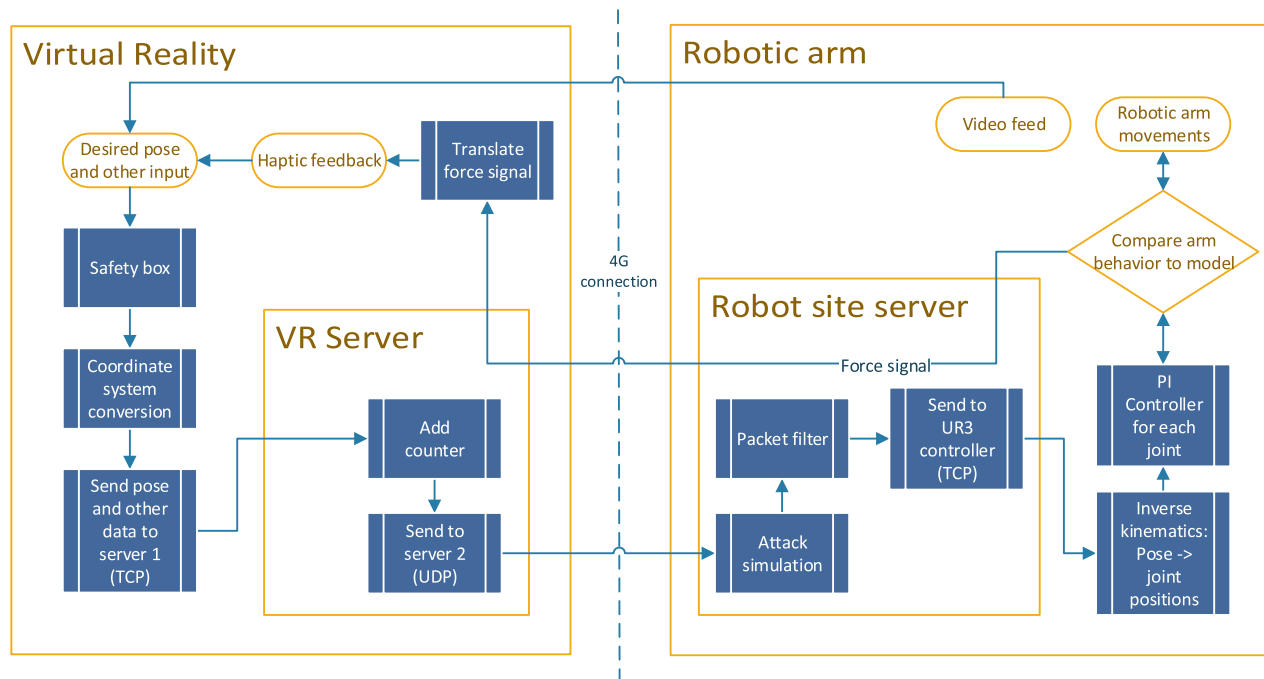 Virtual Reality
Desired pose
and other input
Haptic feedback
Translate
force signal
Safety box
Coordinate
system
conversion
Send pose
and other
data to
server 1
(TCP)
VR Server
Add
counter
Send to
server 2
(UDP)
4G
connection
Robotic arm
Video feed
Robotic arm
movements
Compare arm
behavior to model
Force signal
Robot site server
Packet filter
Send to
UR3
controller
(TCP)
Attack
simulation
PI
Controller
for each
joint
Inverse
kinematics:
Pose ->
joint
positions